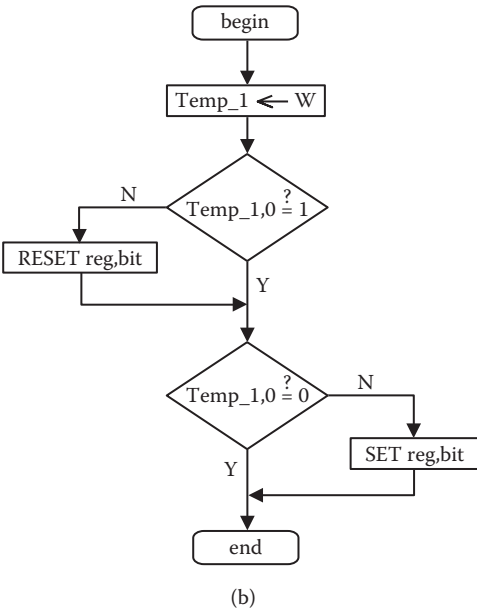 begin
Temp_1 ← W
N
Temp_1,0 ≟ 1
RESET reg,bit
Y
Temp_1,0 ≟ 0
N
SET reg,bit
Y
end
(b)